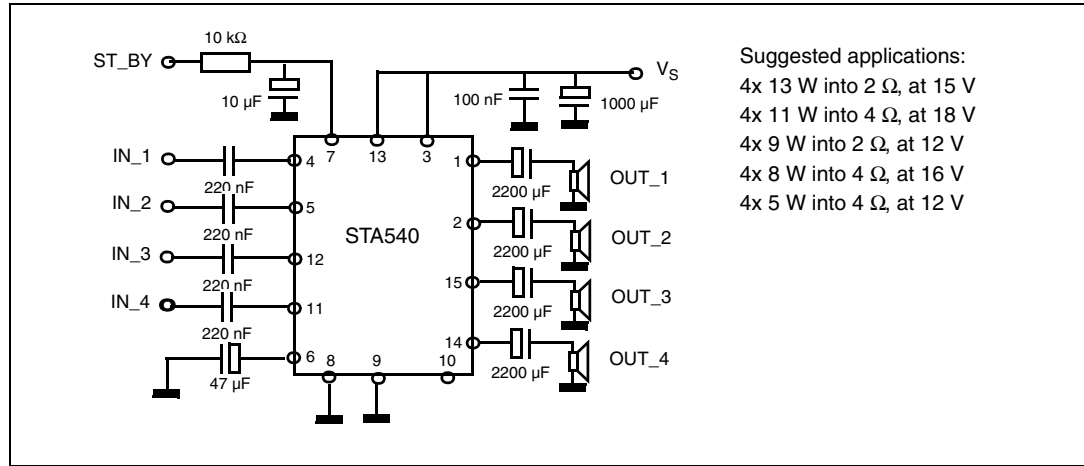 10 kΩ
ST_BY
10 µF
100 nF
1000 µF
V_S
Suggested applications:
4x 13 W into 2 Ω, at 15 V
4x 11 W into 4 Ω, at 18 V
4x 9 W into 2 Ω, at 12 V
4x 8 W into 4 Ω, at 16 V
4x 5 W into 4 Ω, at 12 V
7
13
3
IN_1
220 nF
4
IN_2
220 nF
5
IN_3
220 nF
12
IN_4
220 nF
11
47 µF
6
STA540
1
2200 µF
OUT_1
2
2200 µF
OUT_2
15
2200 µF
OUT_3
14
2200 µF
OUT_4
8
9
10